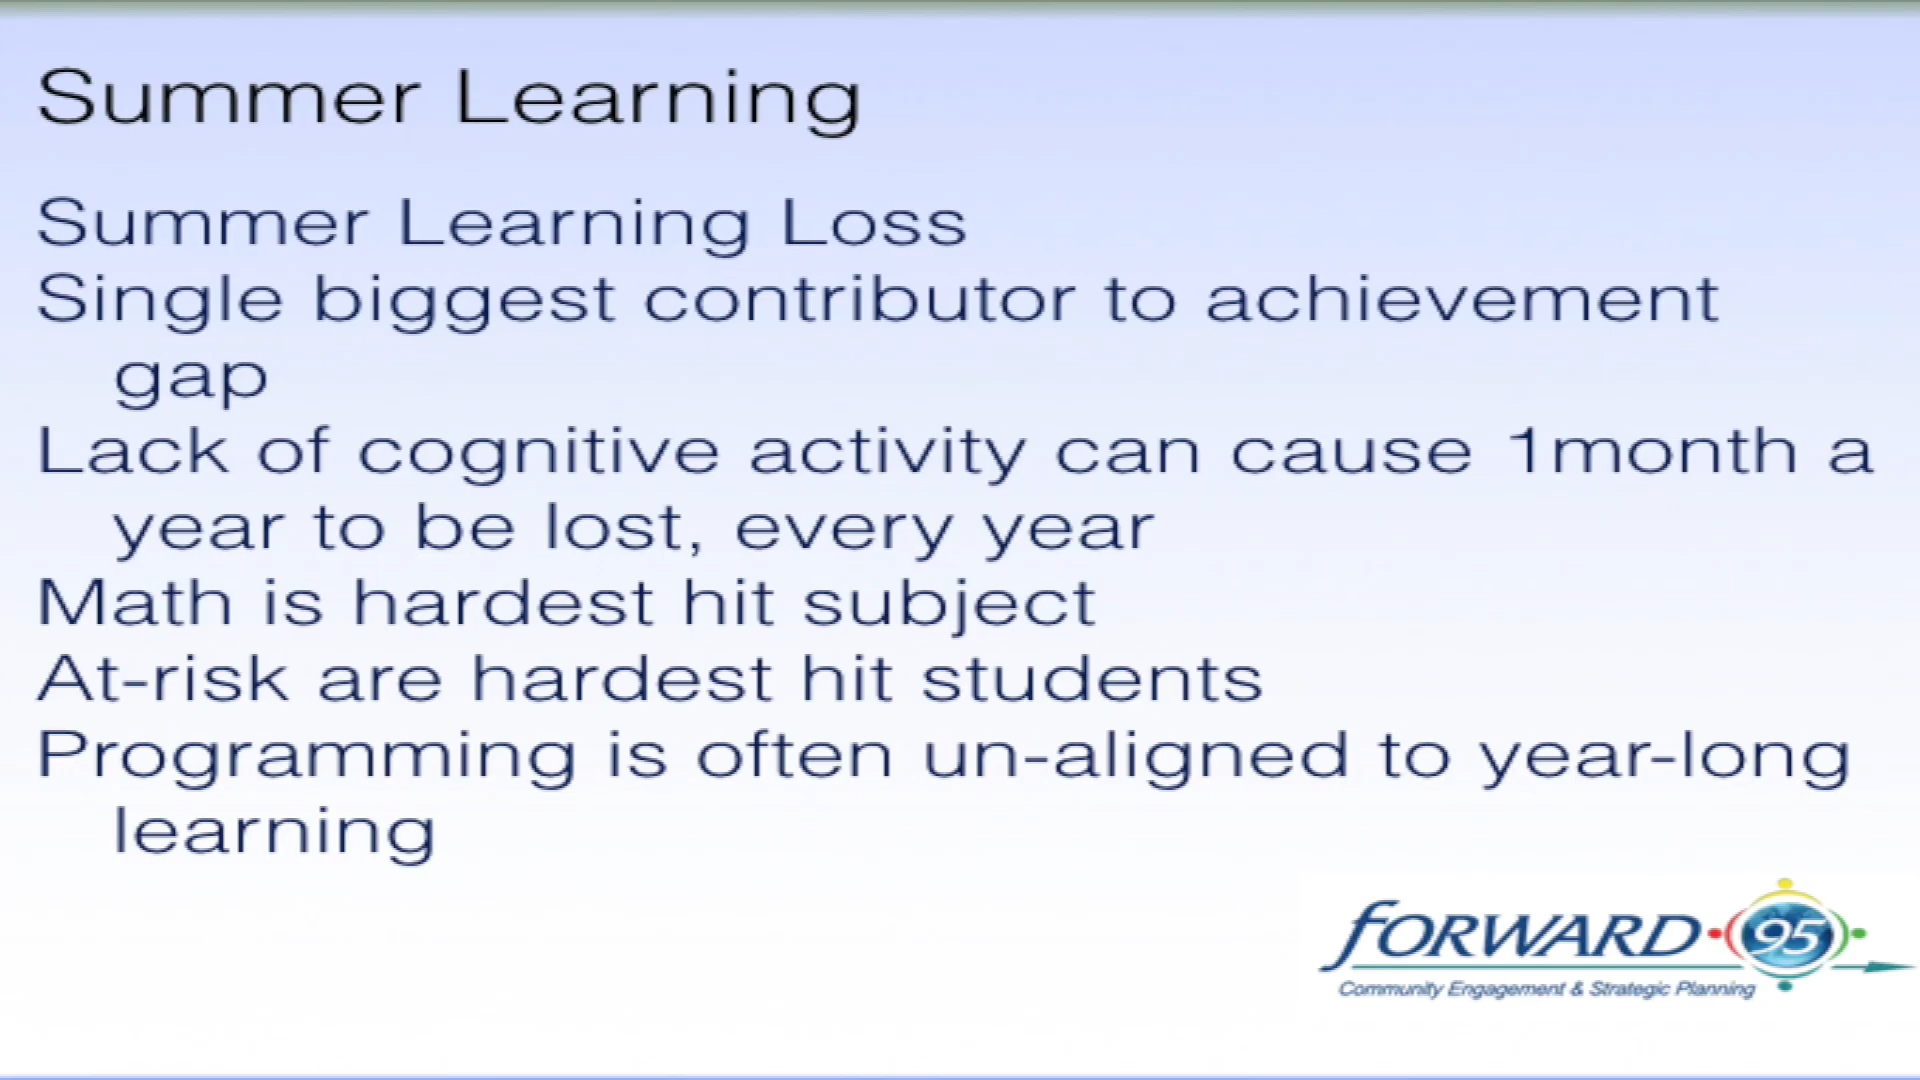 Summer Learning
Summer Learning Loss
Single biggest contributor to achievement
gap
Lack of cognitive activity can cause 1month a
year to be lost, every year
Math is hardest hit subject
At-risk are hardest hit students
Programming is often un-aligned to year-long
learning
FORWARD 95
Community Engagement & Strategic Planning